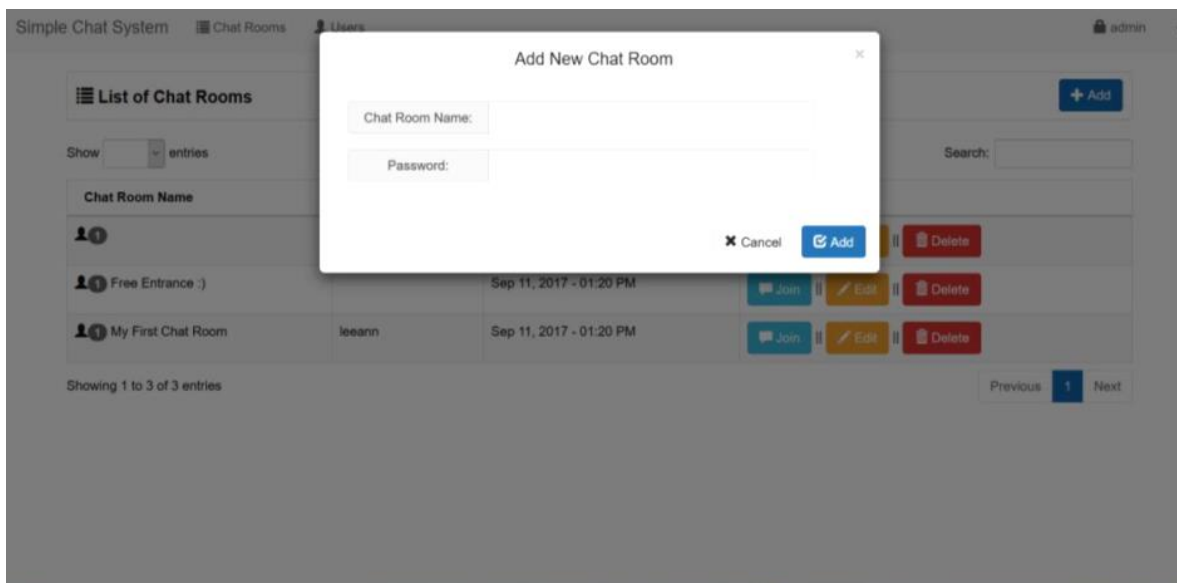 Simple Chat System Chat Rooms Users admin
Add New Chat Room ×
List of Chat Rooms + Add
Chat Room Name:
Show entries Search:
Password:
Chat Room Name
1 Cancel Add || Delete
1 Free Entrance :) Sep 11, 2017 - 01:20 PM Join || Edit || Delete
1 My First Chat Room leeann Sep 11, 2017 - 01:20 PM Join || Edit || Delete
Showing 1 to 3 of 3 entries Previous 1 Next